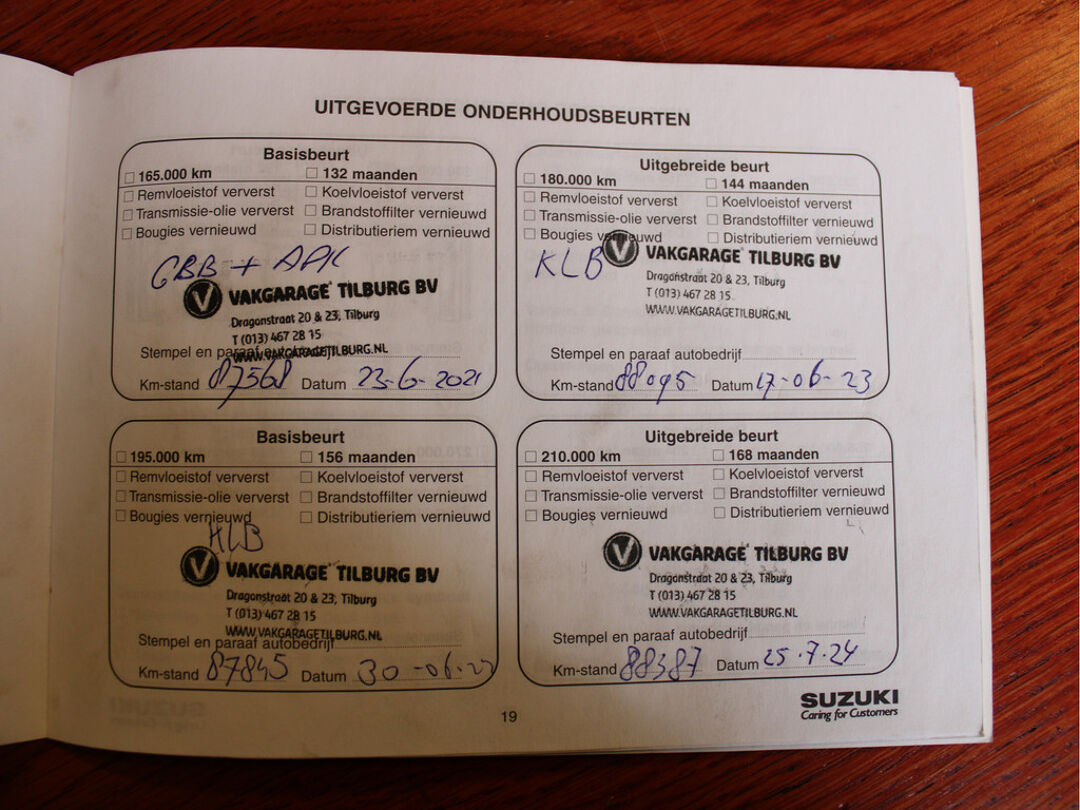 UITGEVOERDE ONDERHOUDSBEURTEN
Basisbeurt
165.000 km 132 maanden
Remvloeistof ververst Koelvloeistof ververst
Transmissie-olie ververst Brandstoffilter vernieuwd
Bougies vernieuwd Distributieriem vernieuwd
GBB + APK
VAKGARAGE TILBURG BV
Dragonstraat 20 & 23, Tilburg
T (013) 467 28 15
WWW.VAKGARAGETILBURG.NL
Stempel en paraaf autobedrijf
Km-stand 87568 Datum 23-6-2021
Uitgebreide beurt
180.000 km 144 maanden
Remvloeistof ververst Koelvloeistof ververst
Transmissie-olie ververst Brandstoffilter vernieuwd
Bougies vernieuwd Distributieriem vernieuwd
KLB
VAKGARAGE TILBURG BV
Dragonstraat 20 & 23, Tilburg
T (013) 467 28 15
WWW.VAKGARAGETILBURG.NL
Stempel en paraaf autobedrijf
Km-stand 88095 Datum 17-06-23
Basisbeurt
195.000 km 156 maanden
Remvloeistof ververst Koelvloeistof ververst
Transmissie-olie ververst Brandstoffilter vernieuwd
Bougies vernieuwd Distributieriem vernieuwd
KLB
VAKGARAGE TILBURG BV
Dragonstraat 20 & 23, Tilburg
T (013) 467 28 15
WWW.VAKGARAGETILBURG.NL
Stempel en paraaf autobedrijf
Km-stand 87845 Datum 30-06-22
Uitgebreide beurt
210.000 km 168 maanden
Remvloeistof ververst Koelvloeistof ververst
Transmissie-olie ververst Brandstoffilter vernieuwd
Bougies vernieuwd Distributieriem vernieuwd
VAKGARAGE TILBURG BV
Dragonstraat 20 & 23, Tilburg
T (013) 467 28 15
WWW.VAKGARAGETILBURG.NL
Stempel en paraaf autobedrijf
Km-stand 88387 Datum 25.7.24
19
SUZUKI
Caring for Customers